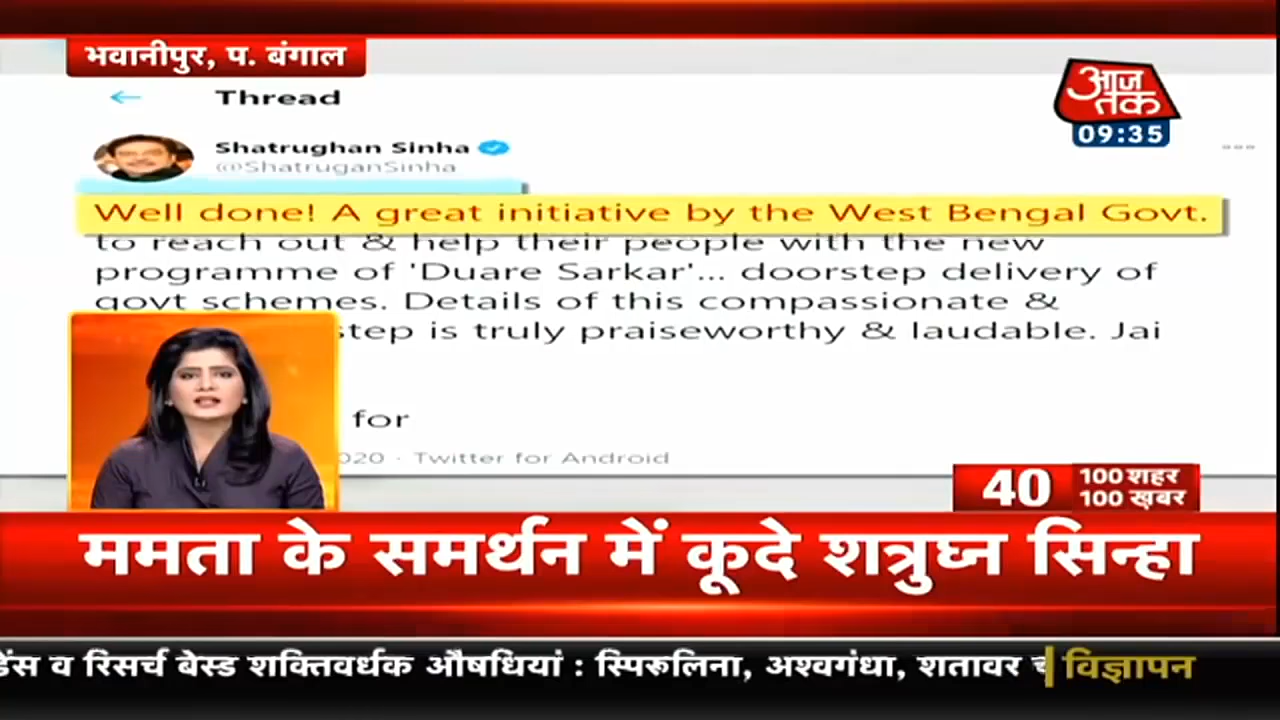 भवानीपुर, प. बंगाल
आज तक
09:35
Thread
Shatrughan Sinha
@ShatruganSinha
Well done! A great initiative by the West Bengal Govt.
to reach out & help their people with the new
programme of 'Duare Sarkar'... doorstep delivery of
govt schemes. Details of this compassionate &
step is truly praiseworthy & laudable. Jai
for
020 · Twitter for Android
40
100 शहर
100 ख़बर
ममता के समर्थन में कूदे शत्रुघ्न सिन्हा
व रिसर्च बेस्ड शक्तिवर्धक औषधियां : स्पिरूलिना, अश्वगंधा, शतावर
विज्ञापन